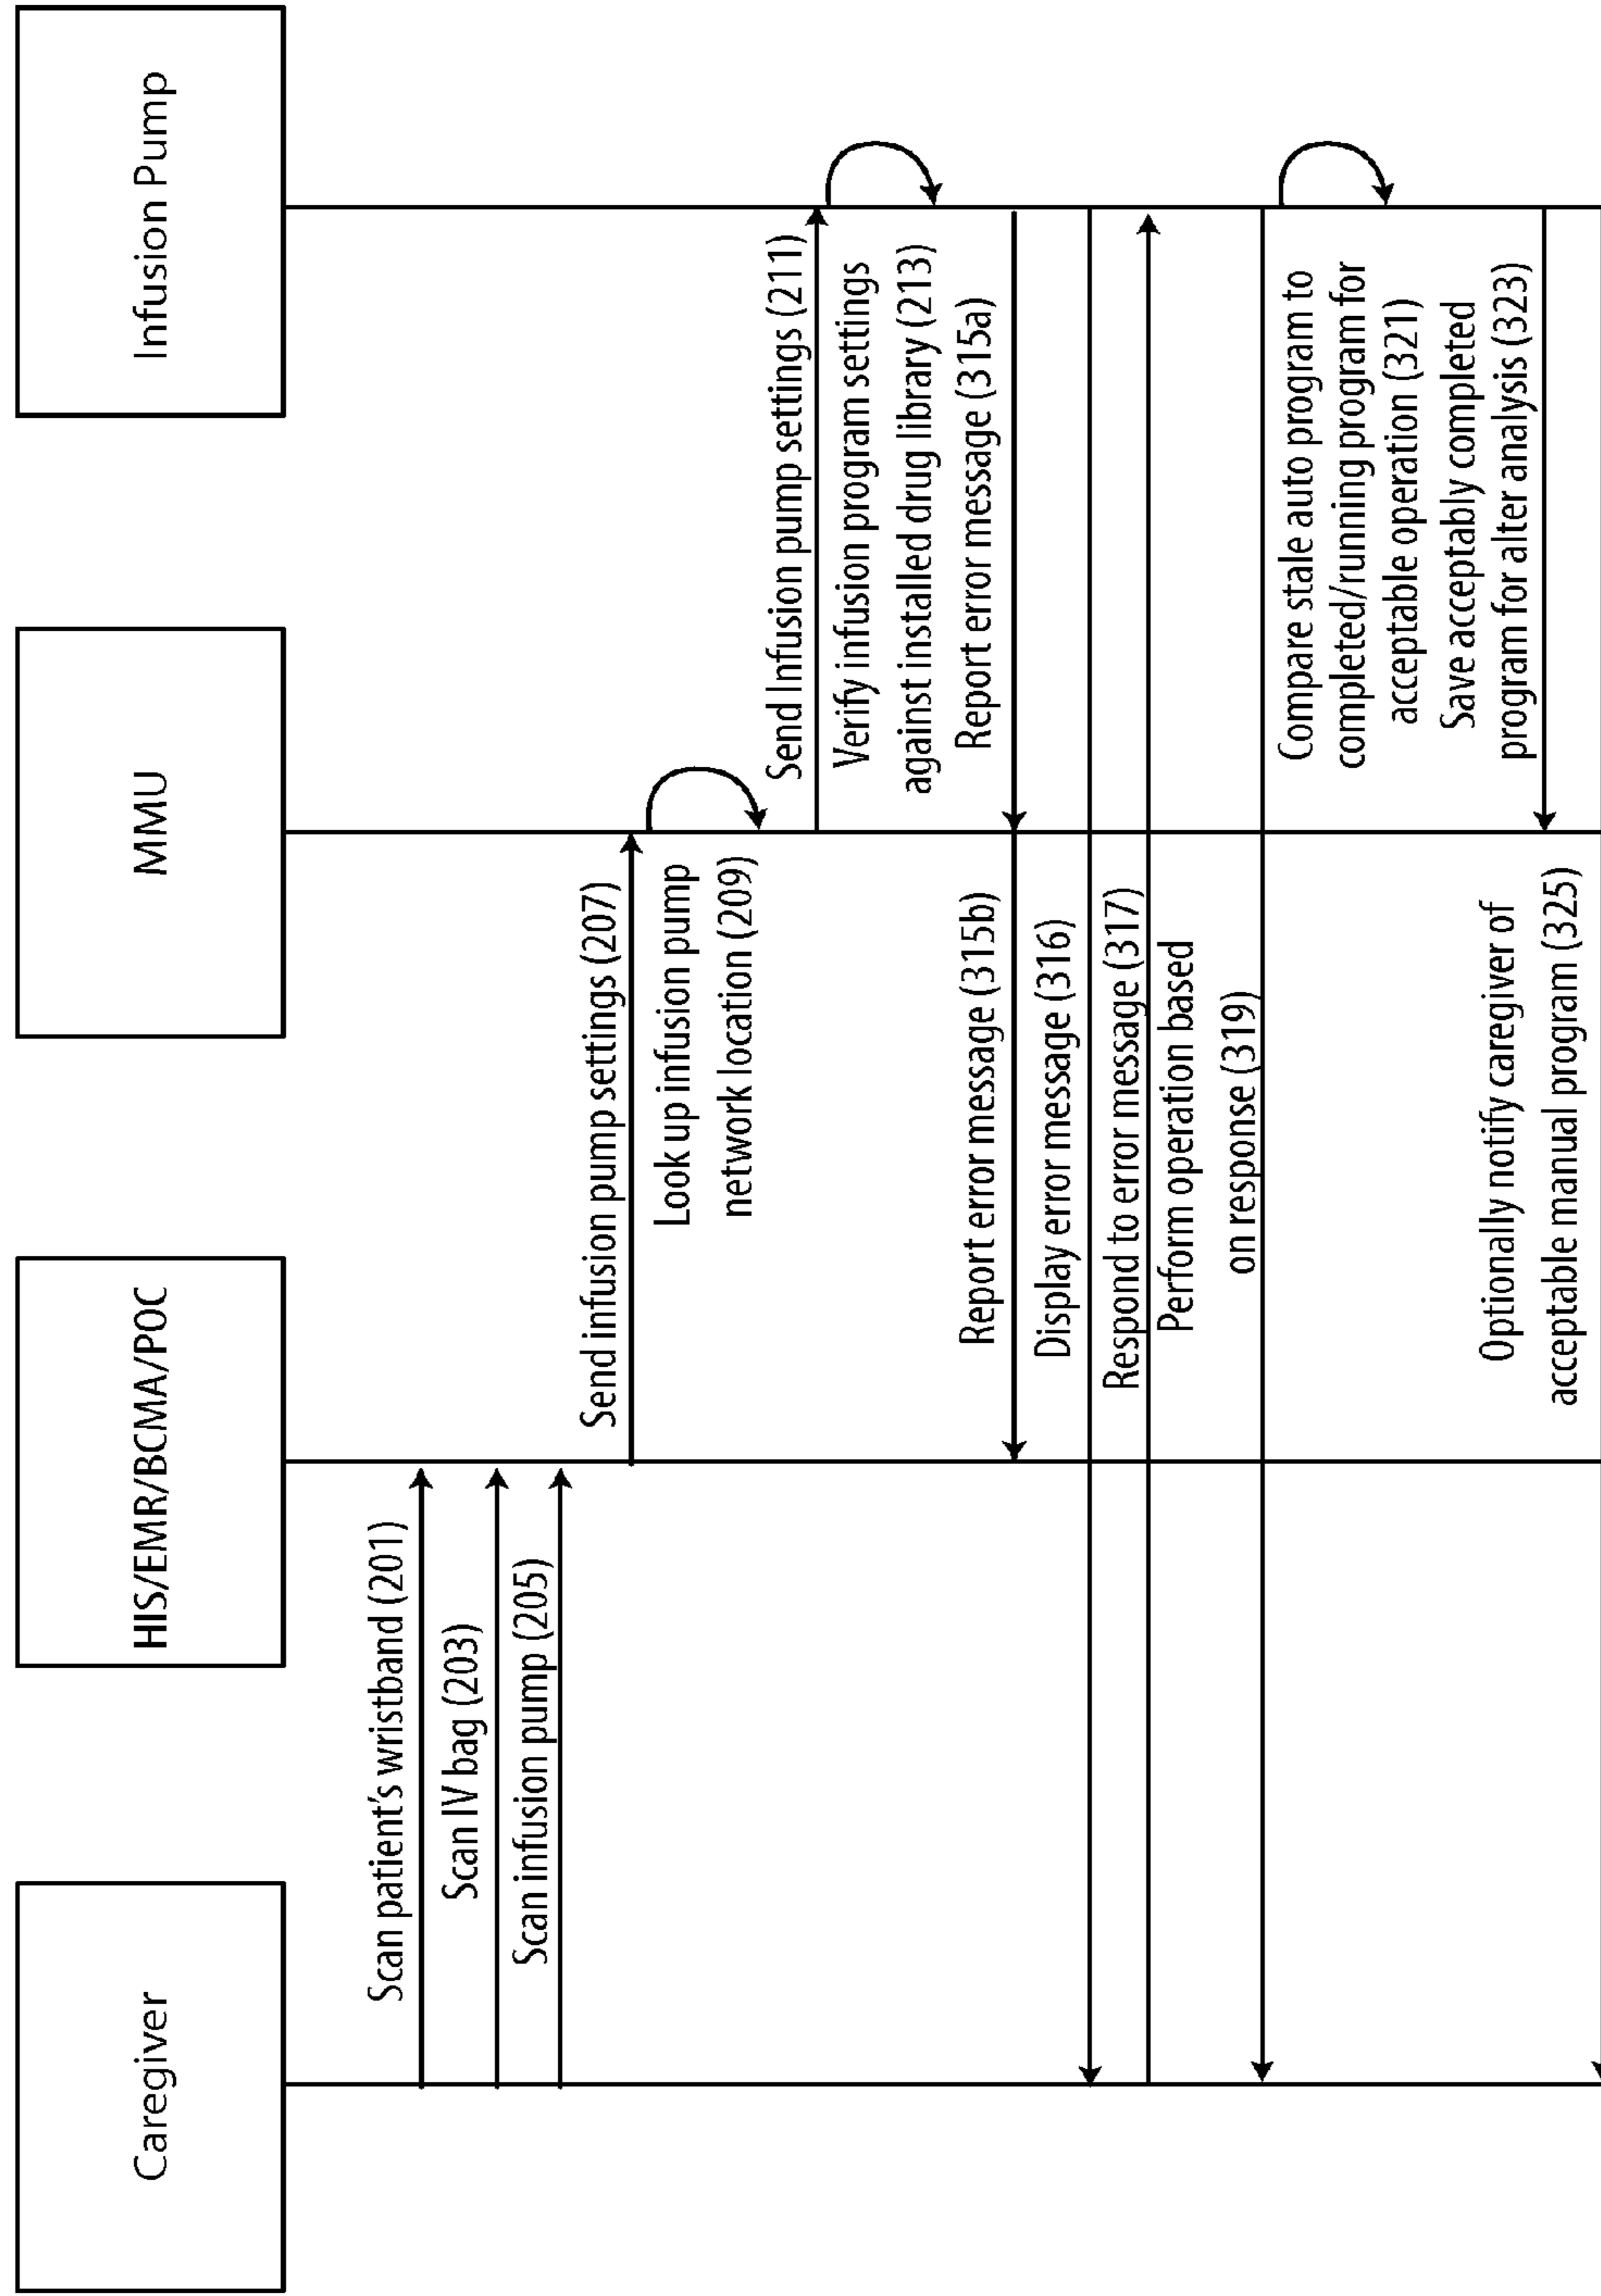 Caregiver
HIS/EMR/BCMA/POC
MMU
Infusion Pump
Scan patient's wristband (201)
Scan IV bag (203)
Scan infusion pump (205)
Send infusion pump settings (207)
Look up infusion pump
network location (209)
Send Infusion pump settings (211)
Verify infusion program settings
against installed drug library (213)
Report error message (315a)
Report error message (315b)
Display error message (316)
Respond to error message (317)
Perform operation based
on response (319)
Compare stale auto program to
completed/running program for
acceptable operation (321)
Save acceptably completed
program for alter analysis (323)
Optionally notify caregiver of
acceptable manual program (325)